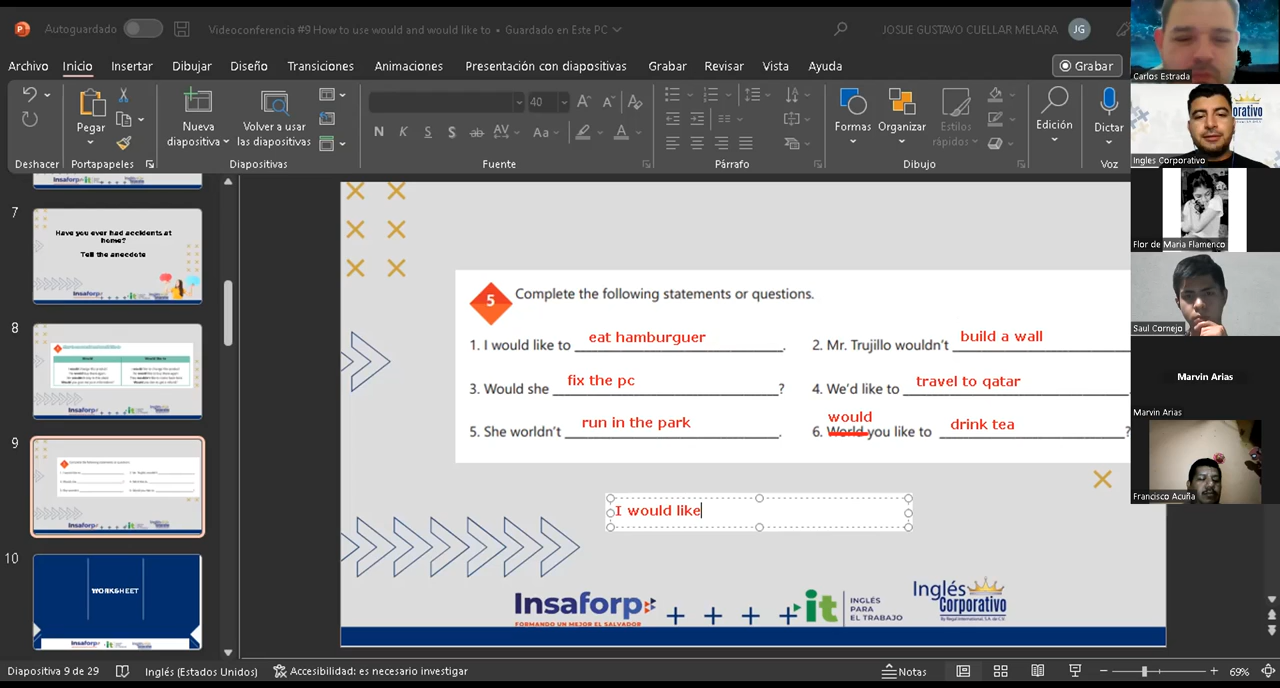 Autoguardado
Videoconferencia #9 How to use would and would like to • Guardado en Este PC
JOSUE GUSTAVO CUELLAR MELARA
JG
Archivo Inicio Insertar Dibujar Diseño Transiciones Animaciones Presentación con diapositivas Grabar Revisar Vista Ayuda
Grabar
40
N K S S ab AV Aa A
Pegar
Nueva diapositiva
Volver a usar las diapositivas
Formas
Organizar
Estilos rápidos
Edición
Dictar
Deshacer
Portapapeles
Diapositivas
Fuente
Párrafo
Dibujo
Voz
Carlos Estrada
Ingles Corporativo
Flor de Maria Flamenco
Saul Cornejo
Marvin Arias
Marvin Arias
Francisco Acuña
7
Have you ever had accidents at
home?
Tell the anecdote
8
9
10
WORKSHEET
5 Complete the following statements or questions.
1. I would like to eat hamburguer.
2. Mr. Trujillo wouldn't build a wall
3. Would she fix the pc?
4. We'd like to travel to qatar
5. She worldn't run in the park.
would
6. World you like to drink tea?
I would like
Insaforp
FORMANDO UN MEJOR EL SALVADOR
it
INGLÉS
PARA
EL TRABAJO
Inglés
Corporativo
By Regal International, S.A. de C.V.
Diapositiva 9 de 29
Inglés (Estados Unidos)
Accesibilidad: es necesario investigar
Notas
69%